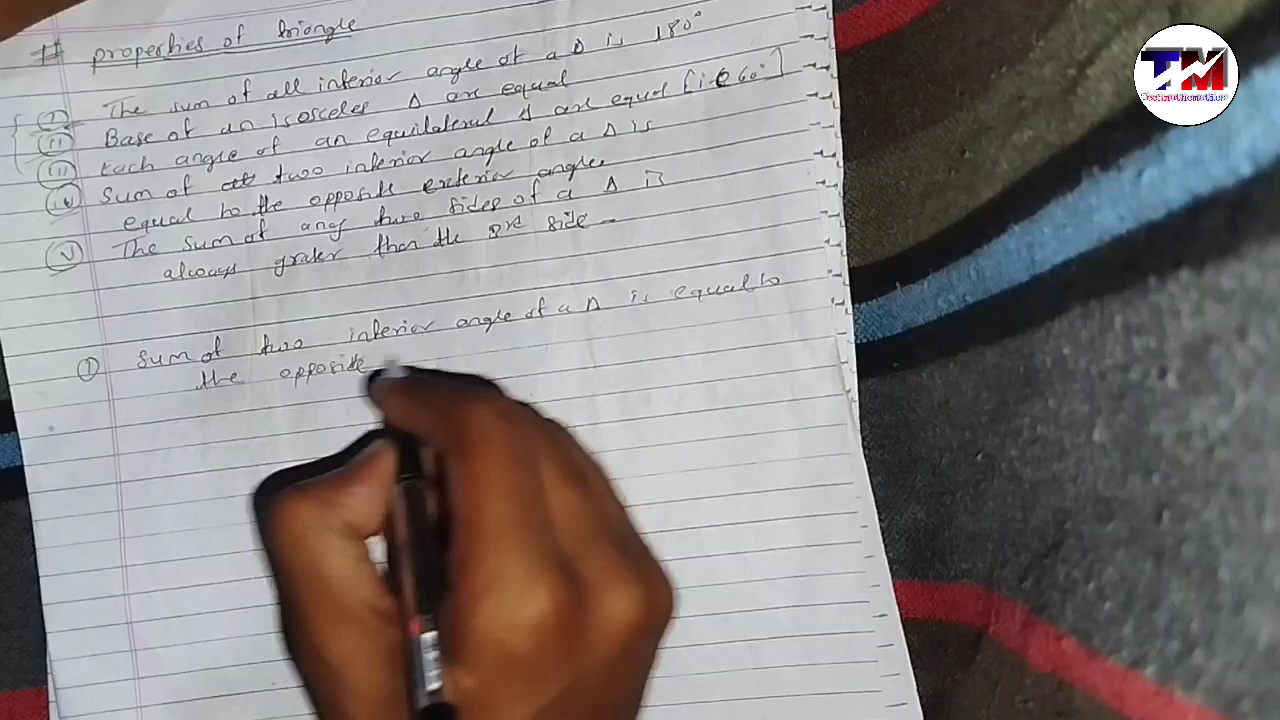 # properties of triangle
(I) The sum of all interior angle of a Δ is 180°
(II) Base of an isosceles Δ are equal
(III) Each angle of an equilateral Δ are equal [i.e 60°]
(IV) Sum of two interior angle of a Δ is
equal to the opposite exterior angle.
(V) The sum of any two sides of a Δ is
always grater than the 3rd side -
(I) Sum of two interior angle of a Δ is equal to
the opposite
TM